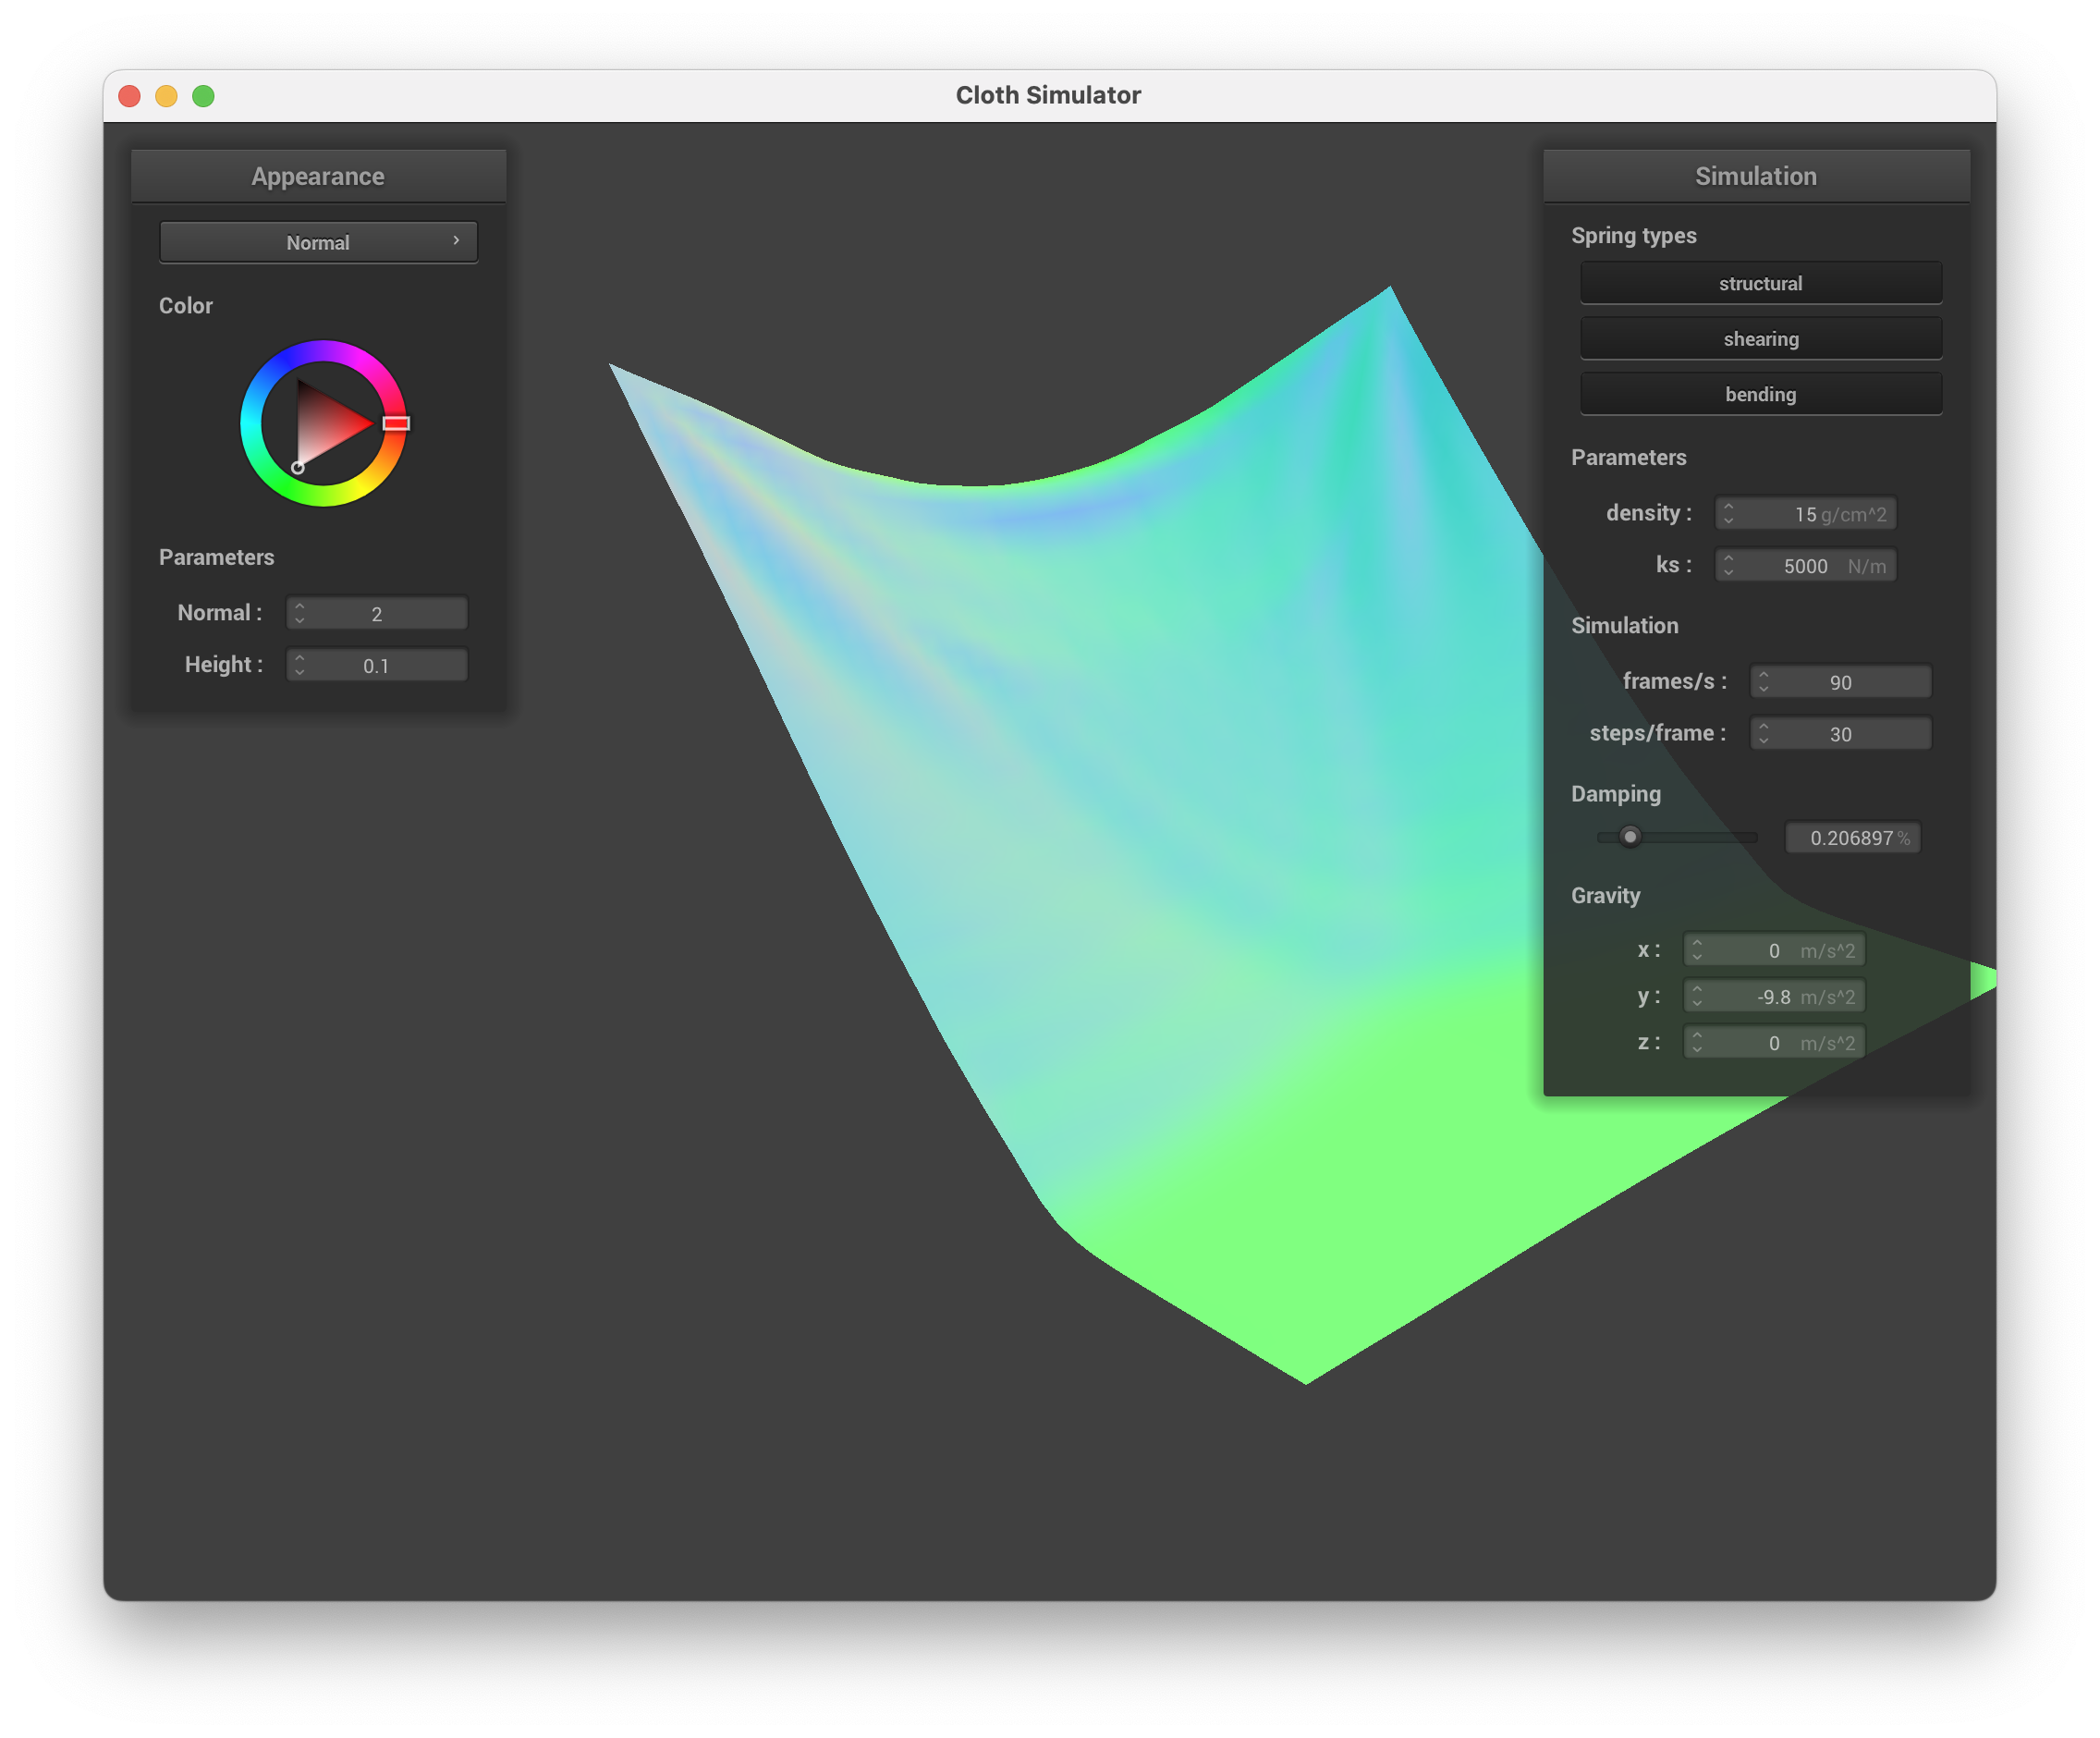 Cloth Simulator
Appearance
Normal
Color
Parameters
Normal : 2
Height : 0.1
Simulation
Spring types
structural
shearing
bending
Parameters
density : 15 g/cm^2
ks : 5000 N/m
Simulation
frames/s : 90
steps/frame : 30
Damping
0.206897 %
Gravity
x : 0 m/s^2
y : -9.8 m/s^2
z : 0 m/s^2